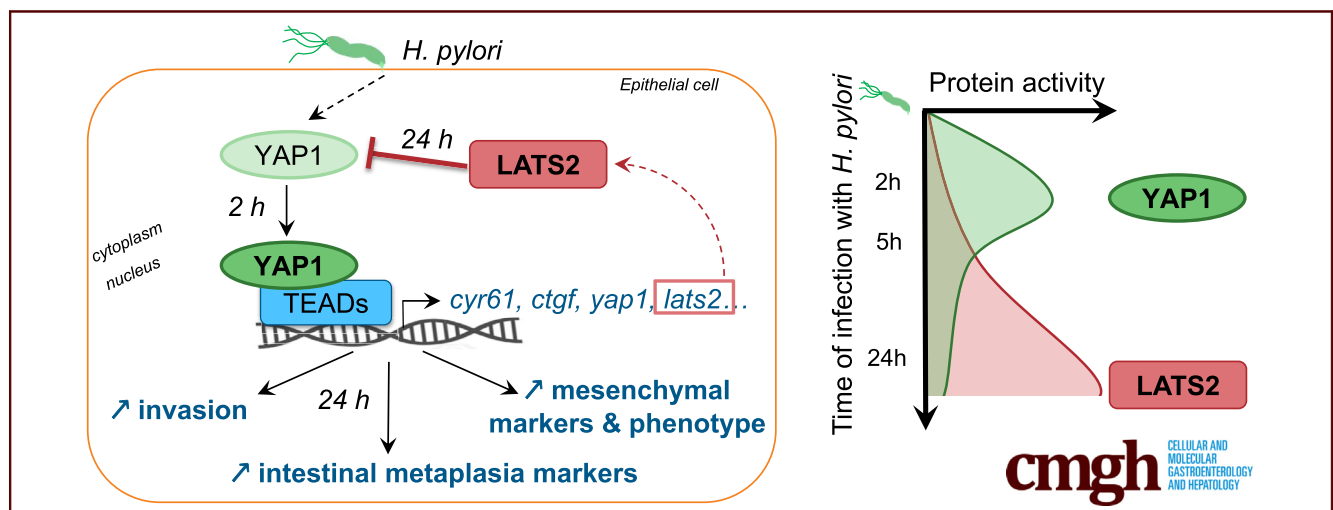 H. pylori
Epithelial cell
YAP1
24 h
LATS2
2 h
cytoplasm
nucleus
YAP1
TEADs
cyr61, ctgf, yap1, lats2…
↗ invasion
24 h
↗ mesenchymal
markers & phenotype
↗ intestinal metaplasia markers
Protein activity
Time of infection with H. pylori
2h
5h
24h
YAP1
LATS2
cmgh
CELLULAR AND
MOLECULAR
GASTROENTEROLOGY
AND HEPATOLOGY